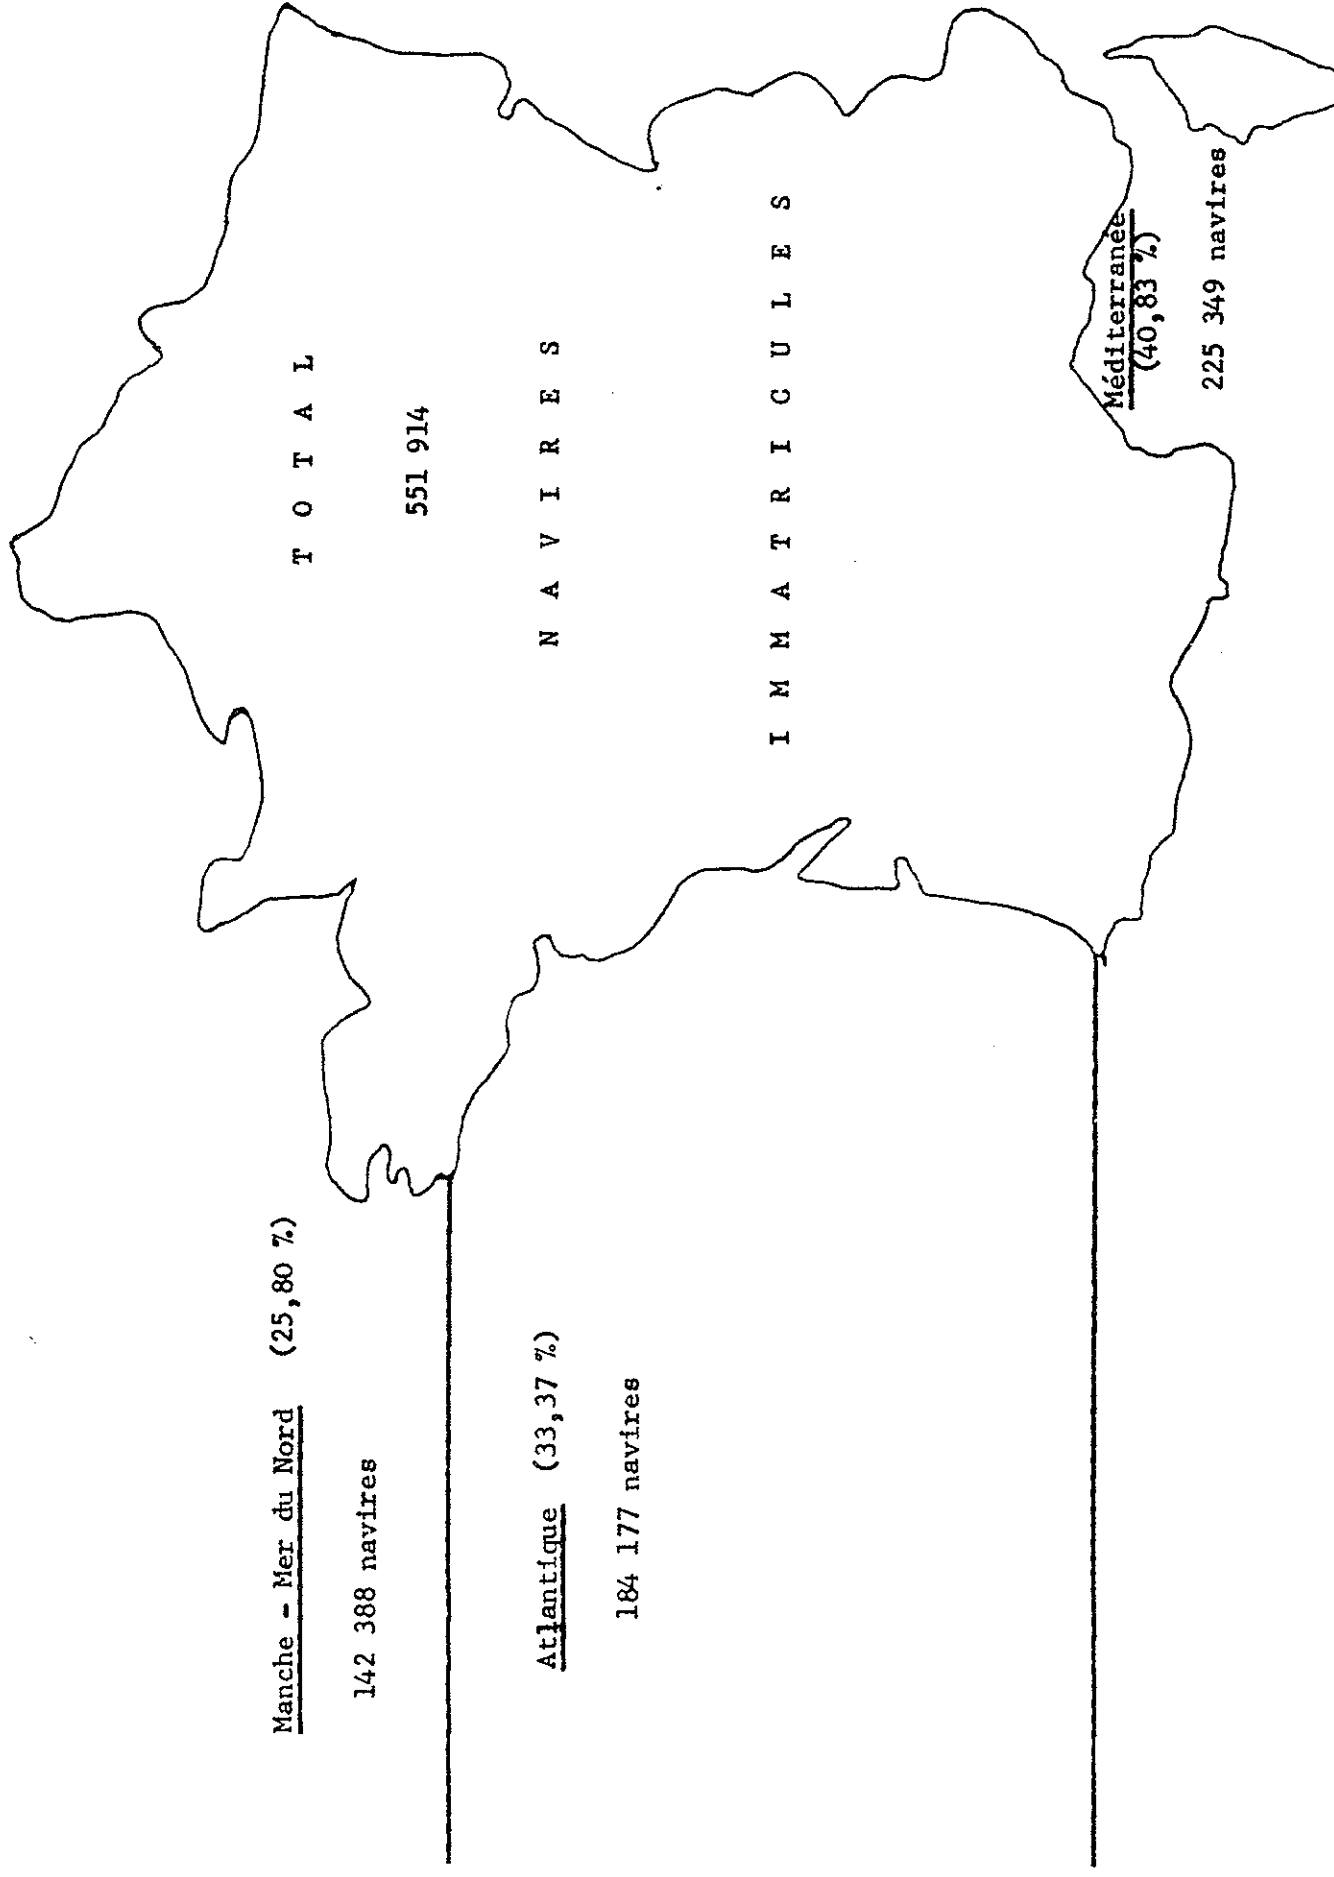 T O T A L
551 914
N A V I R E S
I M M A T R I C U L E S
Manche - Mer du Nord (25,80 %)
142 388 navires
Atlantique (33,37 %)
184 177 navires
Méditerranée
(40,83 %)
225 349 navires